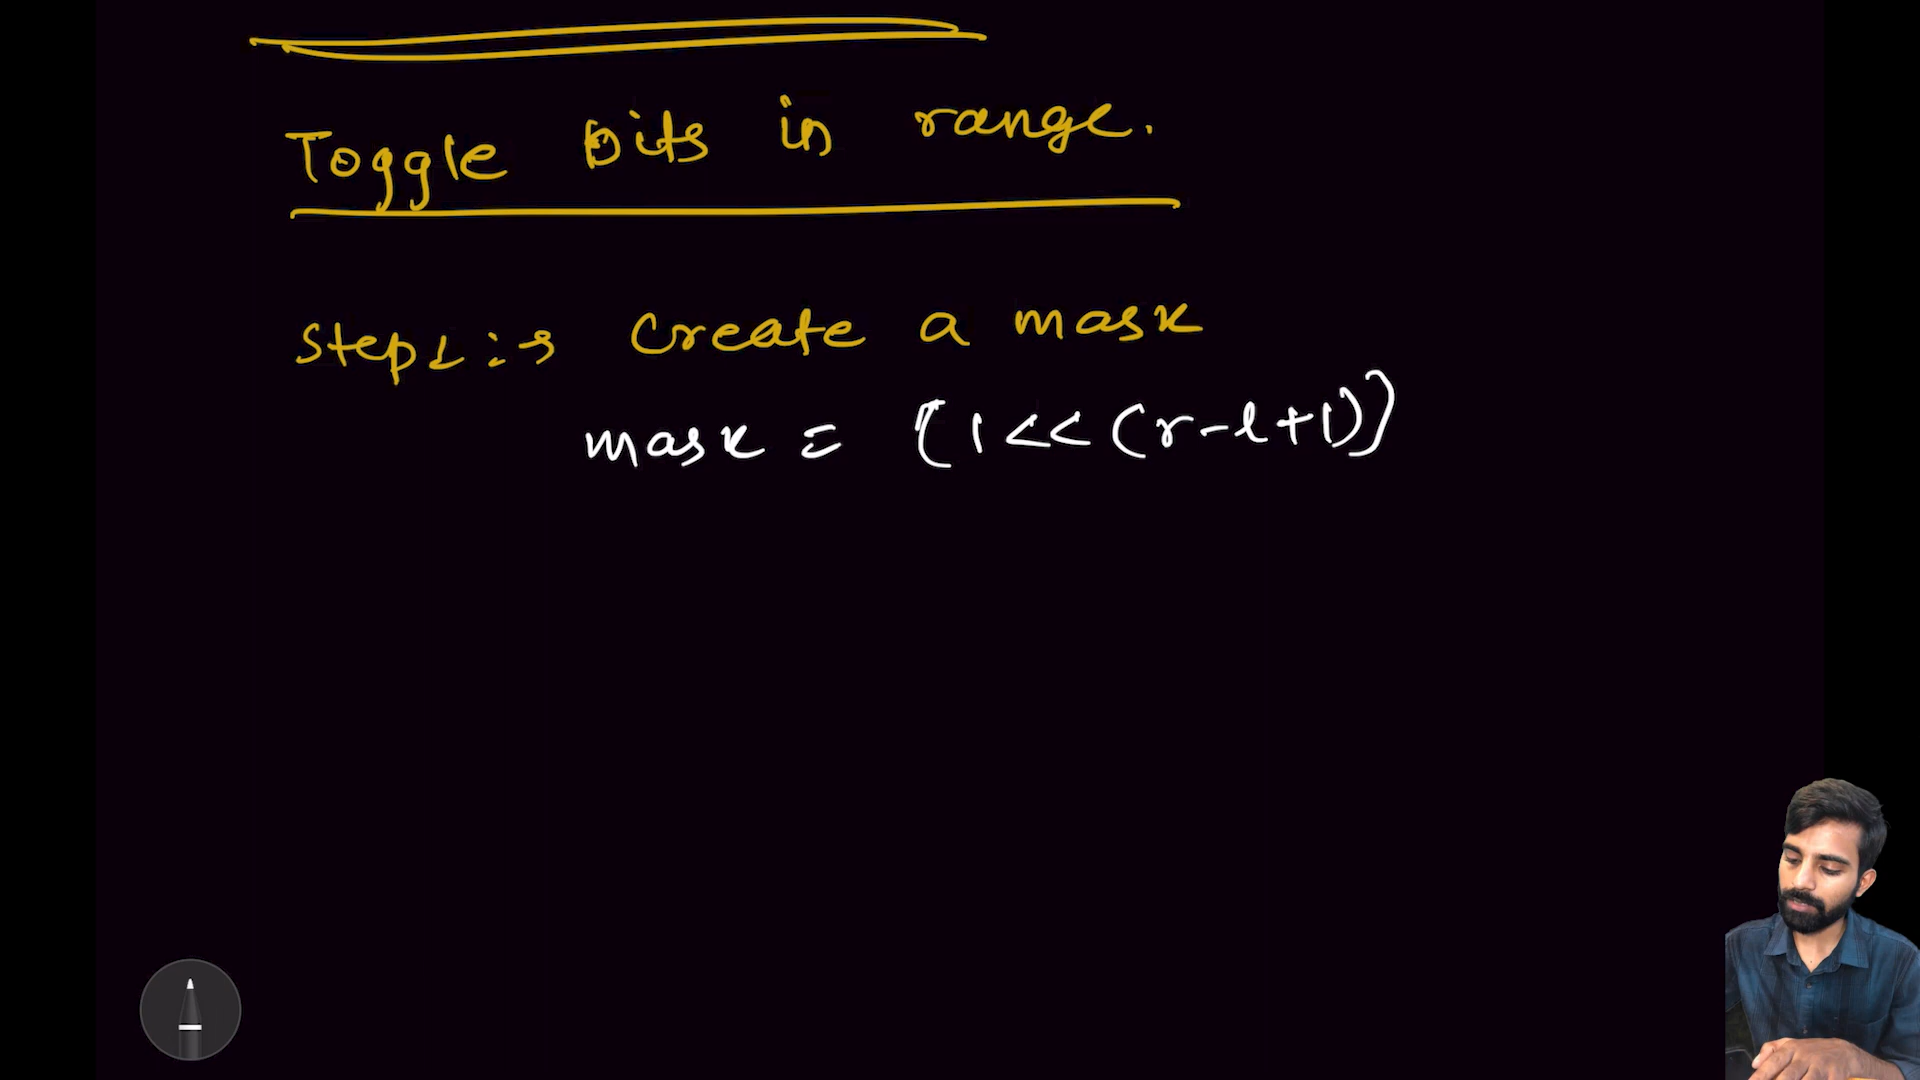 Toggle bits in range.
Step1:→ Create a mask
mask = [1<<(r-l+1)]